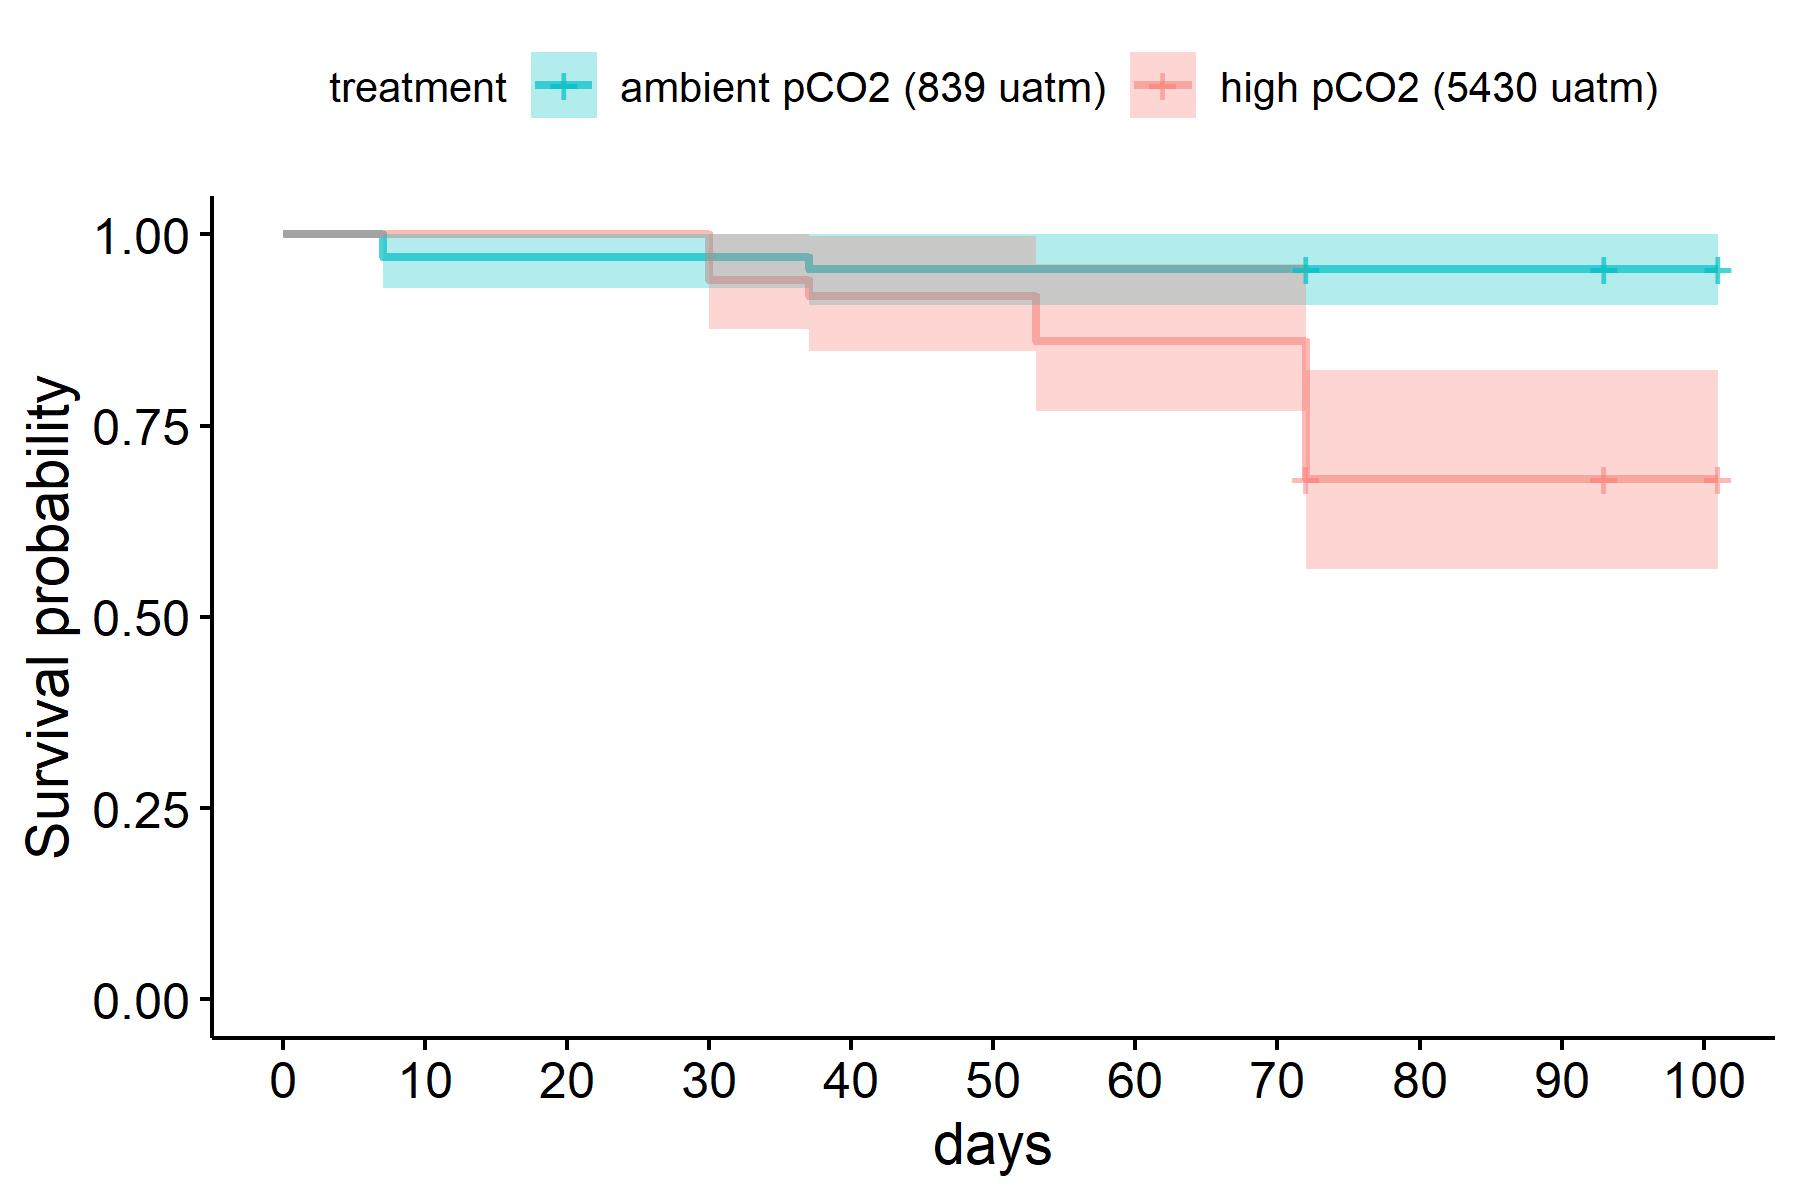 treatment ambient pCO2 (839 uatm) high pCO2 (5430 uatm)
Survival probability
1.00
0.75
0.50
0.25
0.00
0 10 20 30 40 50 60 70 80 90 100
days